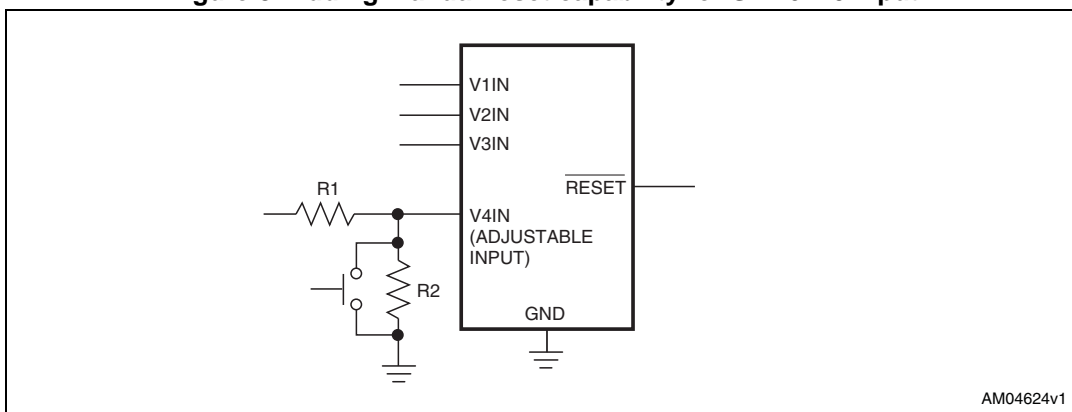 V1IN
V2IN
V3IN
RESET
R1
V4IN
(ADJUSTABLE
INPUT)
R2
GND
AM04624v1